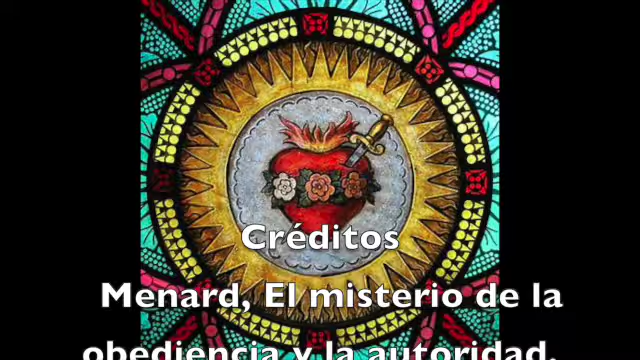 Créditos
Menard, El misterio de la
obediencia y la autoridad.